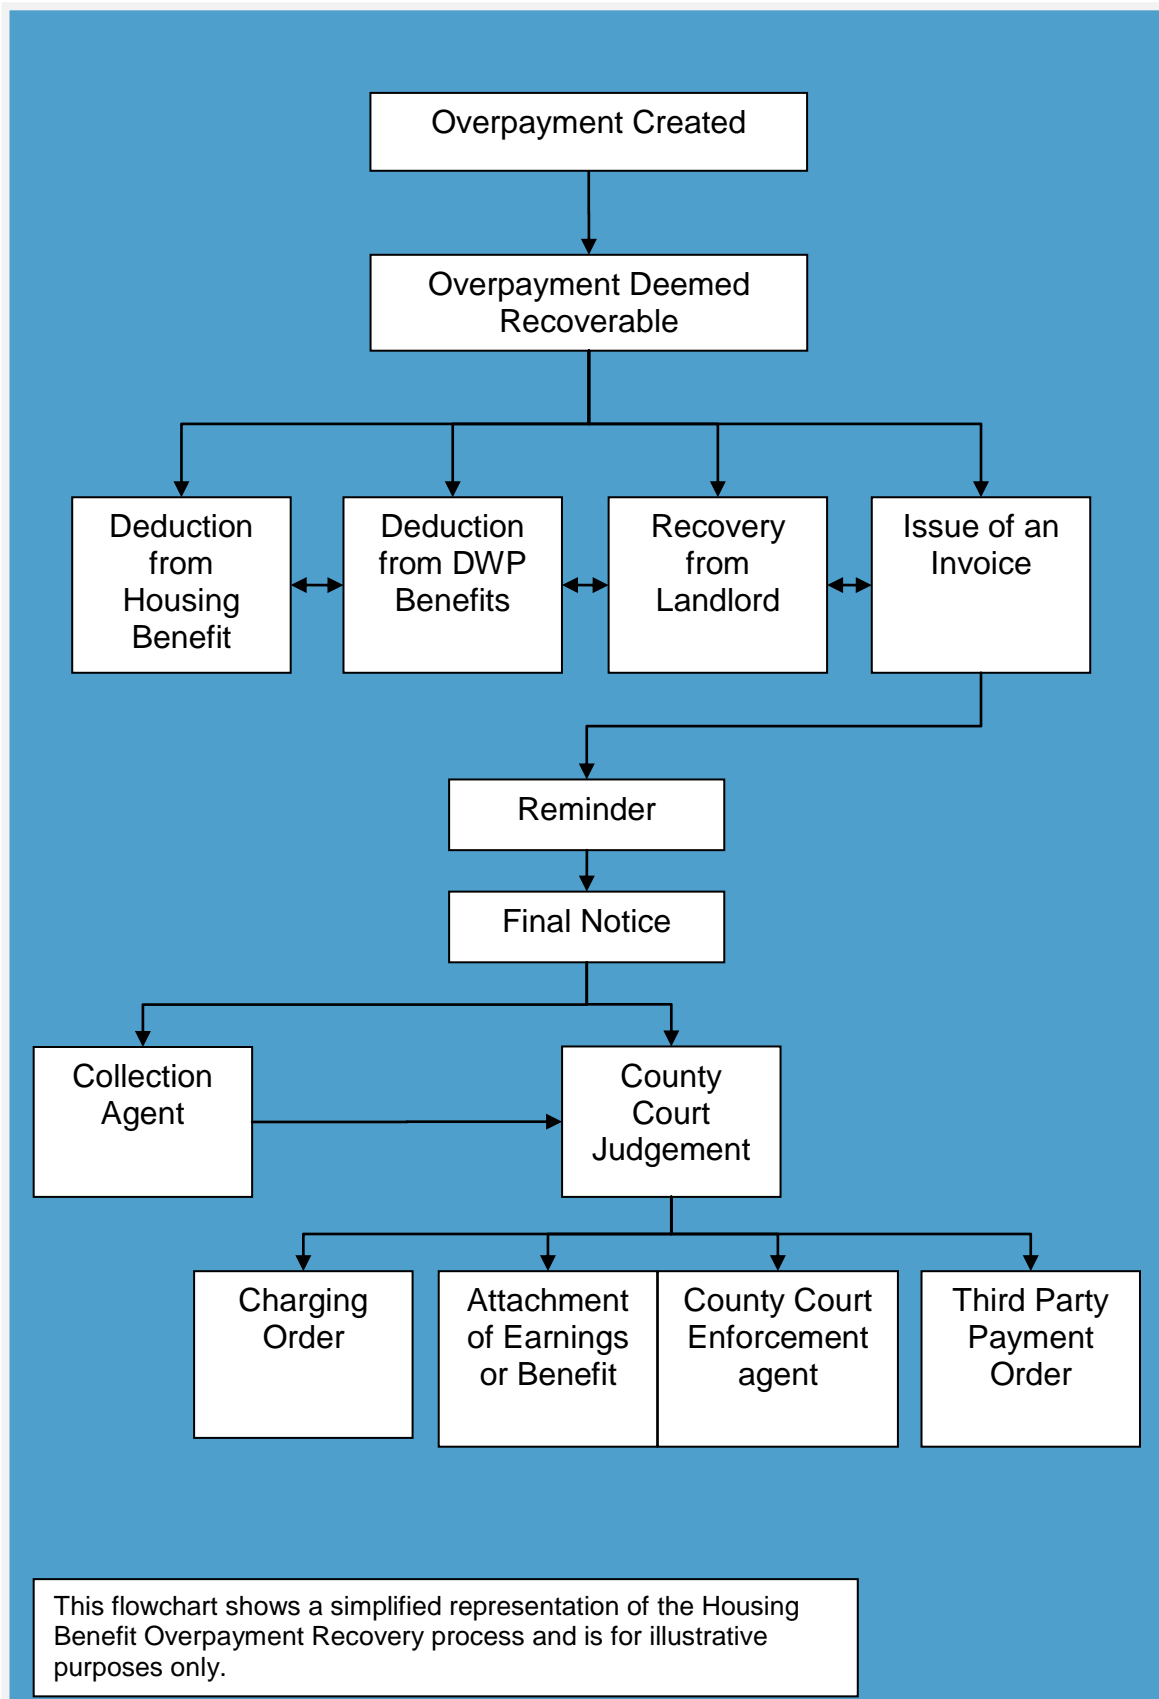 Overpayment Created
Overpayment Deemed
Recoverable
Deduction
from
Housing
Benefit
Deduction
from DWP
Benefits
Recovery
from
Landlord
Issue of an
Invoice
Reminder
Final Notice
Collection
Agent
County
Court
Judgement
Charging
Order
Attachment
of Earnings
or Benefit
County Court
Enforcement
agent
Third Party
Payment
Order
This flowchart shows a simplified representation of the Housing
Benefit Overpayment Recovery process and is for illustrative
purposes only.